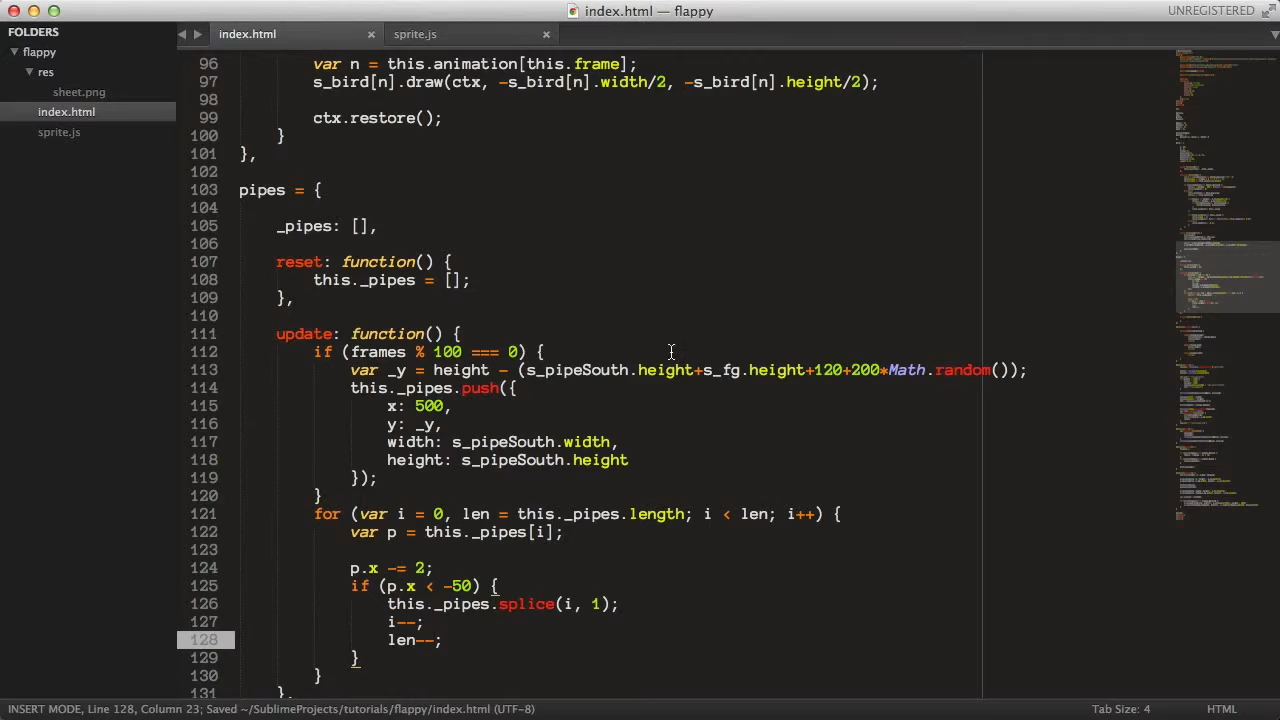 index.html — flappy
UNREGISTERED
FOLDERS
flappy
res
sheet.png
index.html
sprite.js
index.html
sprite.js
96 var n = this.animation[this.frame];
97 s_bird[n].draw(ctx, -s_bird[n].width/2, -s_bird[n].height/2);
98
99 ctx.restore();
100 }
101 },
102
103 pipes = {
104
105 _pipes: [],
106
107 reset: function() {
108 this._pipes = [];
109 },
110
111 update: function() {
112 if (frames % 100 === 0) {
113 var _y = height - (s_pipeSouth.height+s_fg.height+120+200*Math.random());
114 this._pipes.push({
115 x: 500,
116 y: _y,
117 width: s_pipeSouth.width,
118 height: s_pipeSouth.height
119 });
120 }
121 for (var i = 0, len = this._pipes.length; i < len; i++) {
122 var p = this._pipes[i];
123
124 p.x -= 2;
125 if (p.x < -50) {
126 this._pipes.splice(i, 1);
127 i--;
128 len--;
129 }
130 }
131 },
INSERT MODE, Line 128, Column 23; Saved ~/SublimeProjects/tutorials/flappy/index.html (UTF-8)
Tab Size: 4
HTML